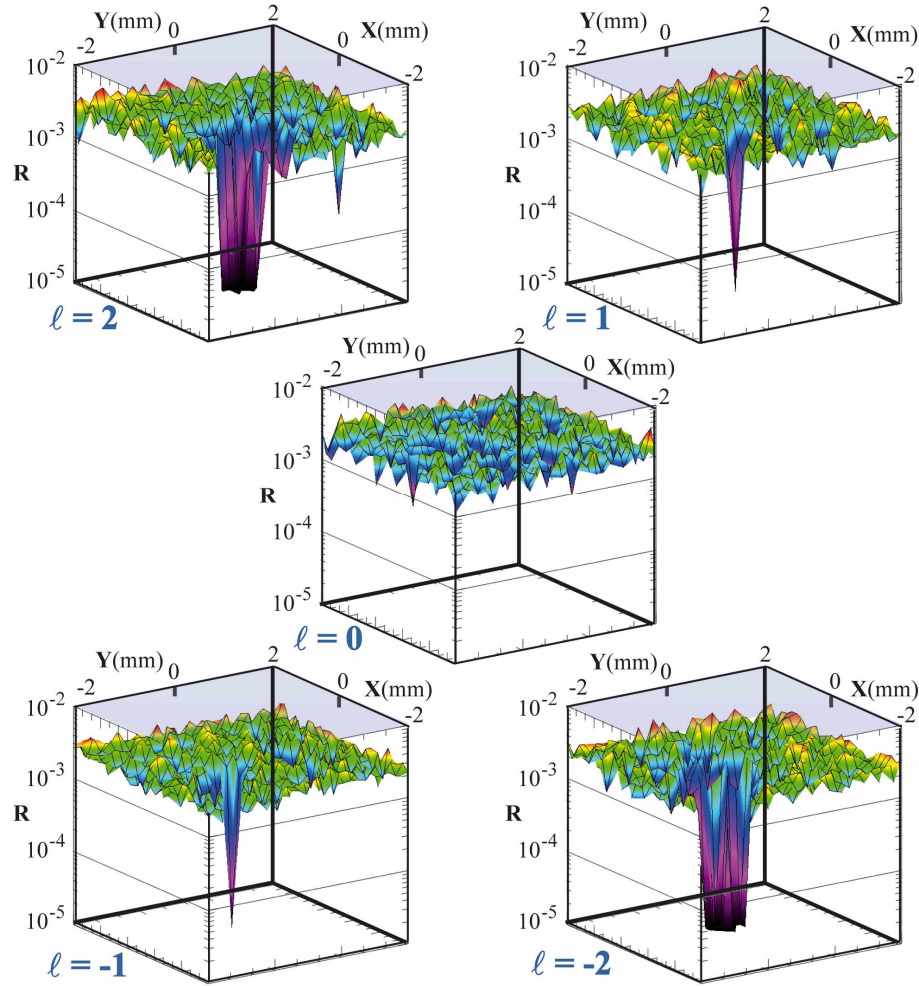 Y(mm) 2 X(mm)
-2 0 0 -2
10⁻²
10⁻³
R
10⁻⁴
10⁻⁵
ℓ = 2
Y(mm) 2 X(mm)
-2 0 0 -2
10⁻²
10⁻³
R
10⁻⁴
10⁻⁵
ℓ = 1
Y(mm) 2 X(mm)
-2 0 0 -2
10⁻²
10⁻³
R
10⁻⁴
10⁻⁵
ℓ = 0
Y(mm) 2 X(mm)
-2 0 0 -2
10⁻²
10⁻³
R
10⁻⁴
10⁻⁵
ℓ = -1
Y(mm) 2 X(mm)
-2 0 0 -2
10⁻²
10⁻³
R
10⁻⁴
10⁻⁵
ℓ = -2